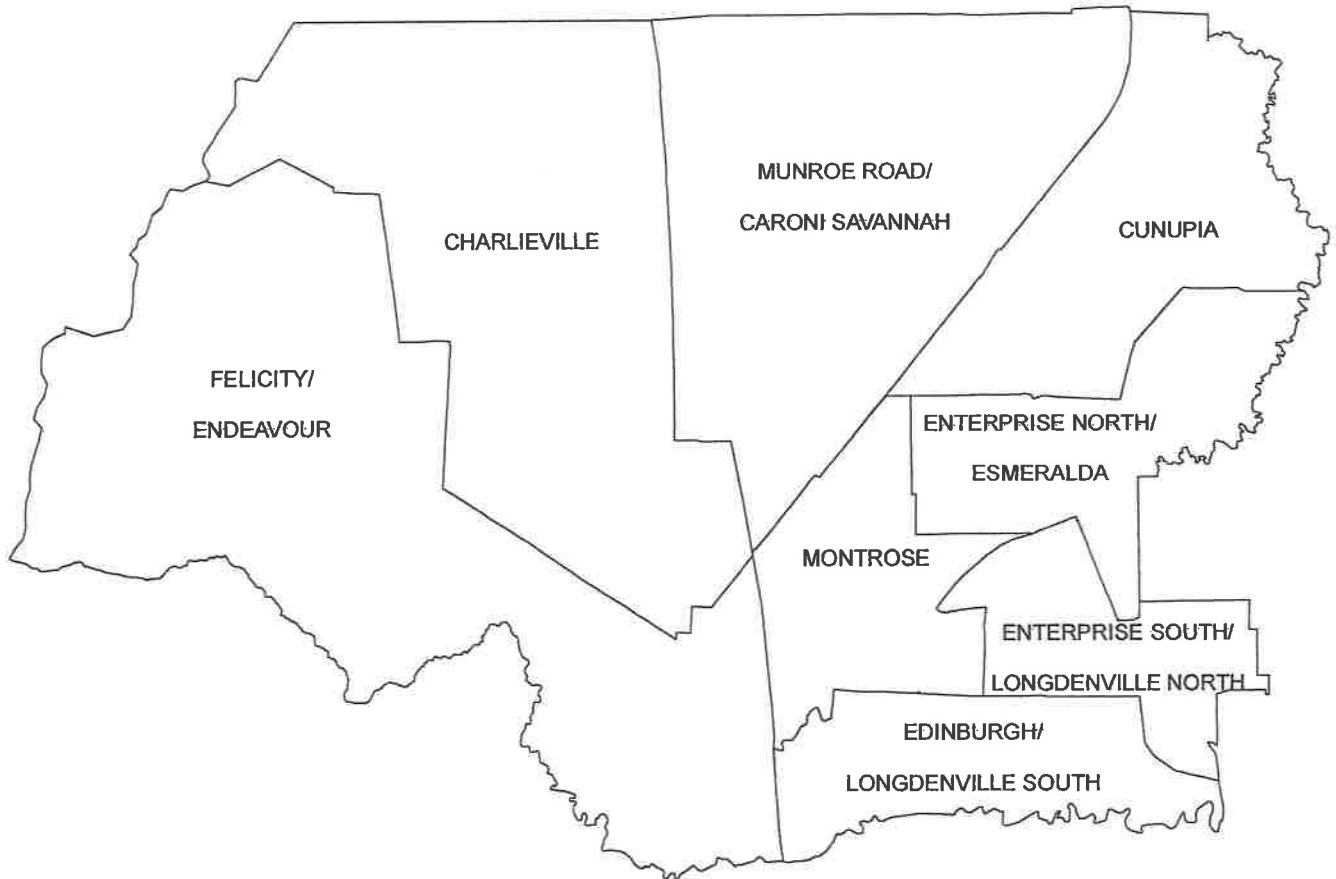 MUNROE ROAD/
CARONI SAVANNAH
CUNUPIA
CHARLIEVILLE
FELICITY/
ENDEAVOUR
ENTERPRISE NORTH/
ESMERALDA
MONTROSE
ENTERPRISE SOUTH/
LONGDENVILLE NORTH
EDINBURGH/
LONGDENVILLE SOUTH